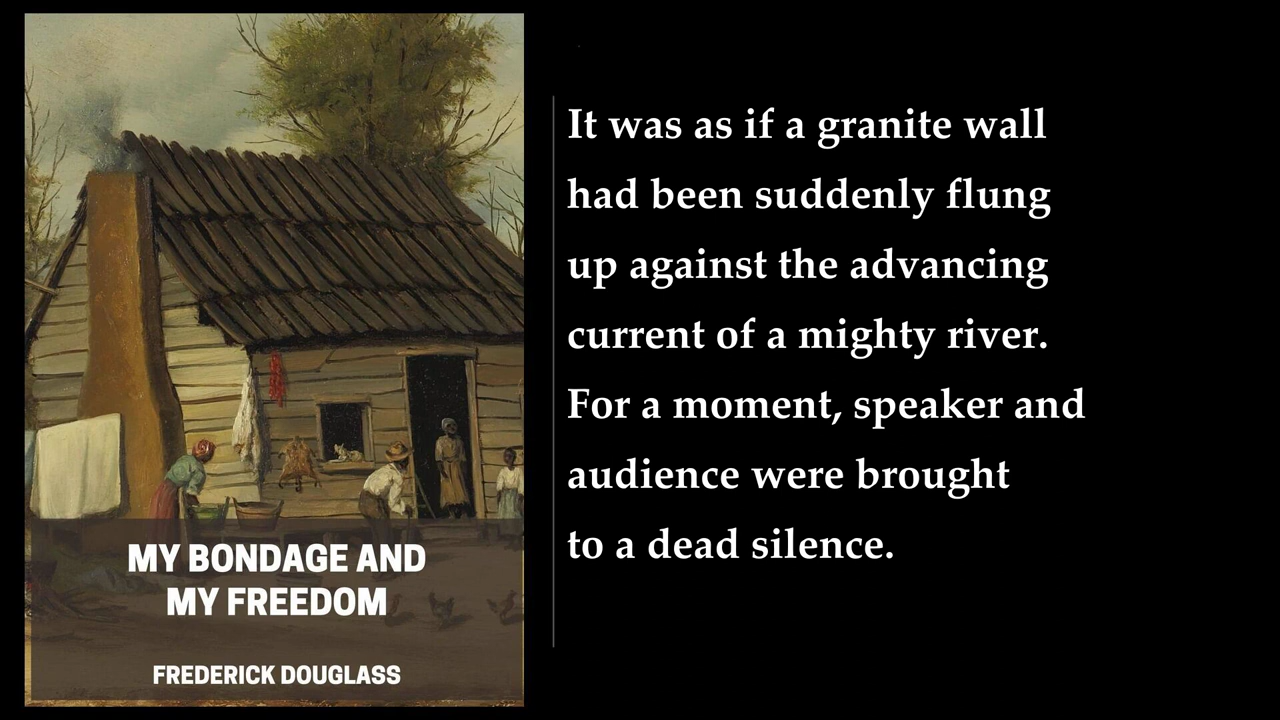 MY BONDAGE AND
MY FREEDOM
FREDERICK DOUGLASS
It was as if a granite wall
had been suddenly flung
up against the advancing
current of a mighty river.
For a moment, speaker and
audience were brought
to a dead silence.